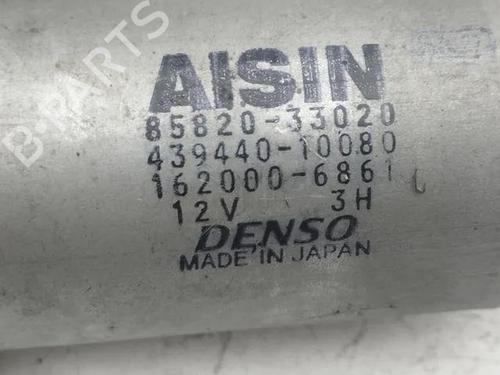 B-PARTS
AISIN
85820-33020
439440-10080
162000-6861
12V 3H
DENSO
MADE IN JAPAN